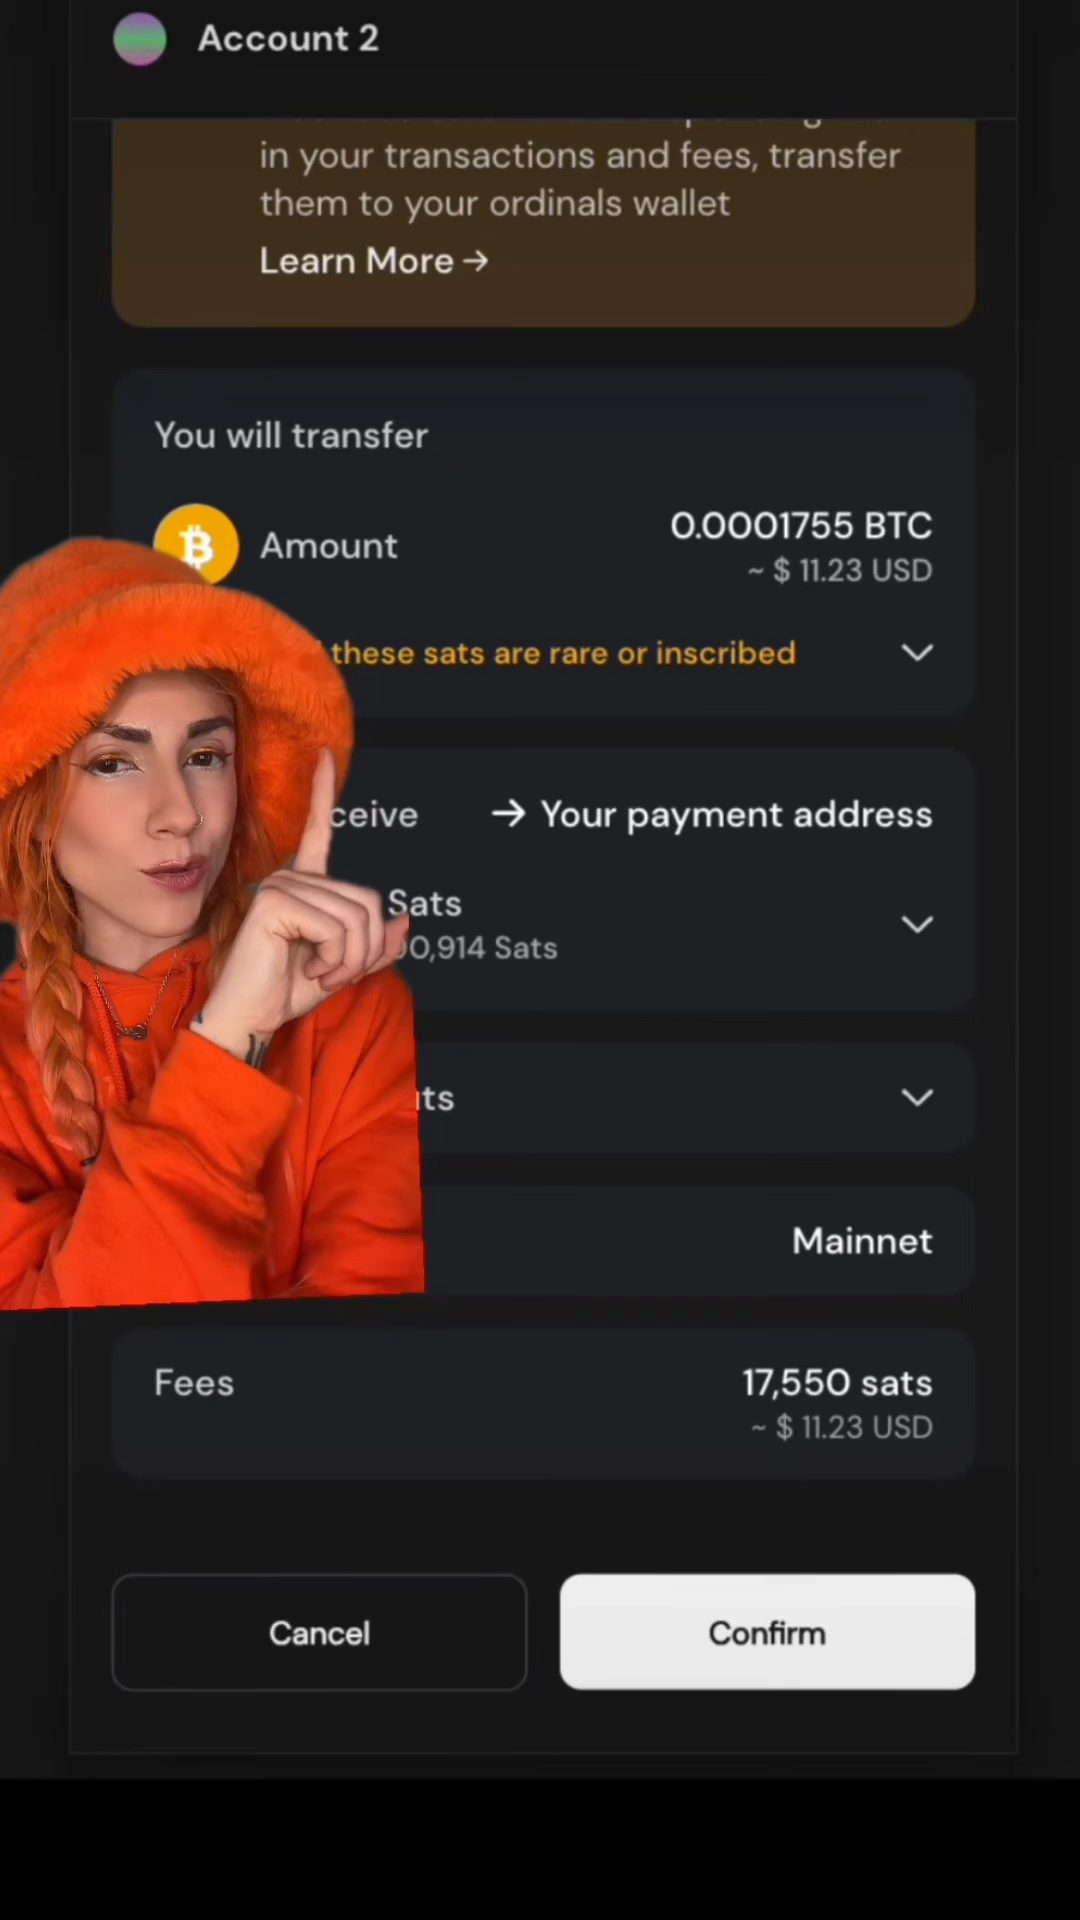 Account 2
in your transactions and fees, transfer
them to your ordinals wallet
Learn More →
You will transfer
Amount
0.0001755 BTC
~ $ 11.23 USD
these sats are rare or inscribed
→ Your payment address
Sats
Sats
Mainnet
Fees
17,550 sats
~ $ 11.23 USD
Cancel
Confirm